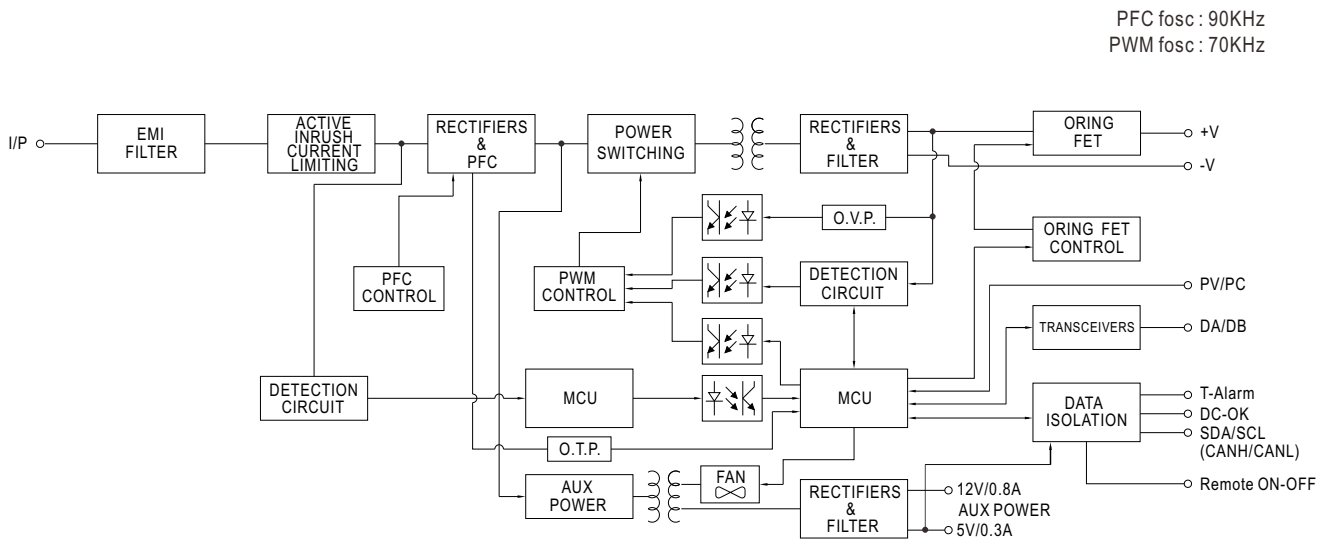 PFC fosc : 90KHz
PWM fosc : 70KHz
I/P
EMI
FILTER
ACTIVE
INRUSH
CURRENT
LIMITING
RECTIFIERS
&
PFC
POWER
SWITCHING
RECTIFIERS
&
FILTER
ORING
FET
+V
-V
O.V.P.
ORING FET
CONTROL
PFC
CONTROL
PWM
CONTROL
DETECTION
CIRCUIT
PV/PC
TRANSCEIVERS
DA/DB
DETECTION
CIRCUIT
MCU
MCU
DATA
ISOLATION
T-Alarm
DC-OK
SDA/SCL
(CANH/CANL)
O.T.P.
AUX
POWER
FAN
RECTIFIERS
&
FILTER
12V/0.8A
AUX POWER
5V/0.3A
Remote ON-OFF